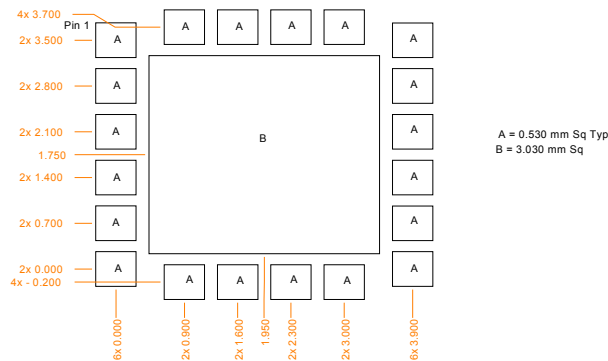 4x 3.700
A A A A
Pin 1
A A
2x 3.500
2x 2.800
A A
2x 2.100
A A
A = 0.530 mm Sq Typ
B
B = 3.030 mm Sq
1.750
2x 1.400
A A
2x 0.700
A A
2x 0.000
A A
4x - 0.200
A A A A
6x 0.000
2x 0.900
2x 1.600
1.950
2x 2.300
2x 3.000
6x 3.900